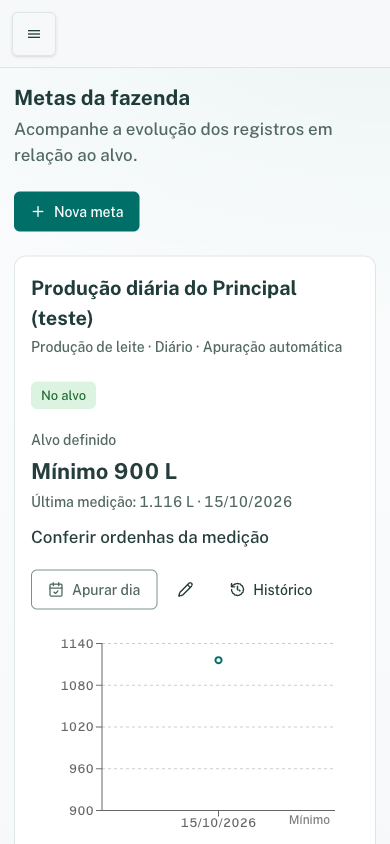 Metas da fazenda
Acompanhe a evolução dos registros em
relação ao alvo.
Nova meta
Produção diária do Principal
(teste)
Produção de leite · Diário · Apuração automática
No alvo
Alvo definido
Mínimo 900 L
Última medição: 1.116 L · 15/10/2026
Conferir ordenhas da medição
Apurar dia
Histórico
1140
1080
1020
960
900
15/10/2026
Mínimo